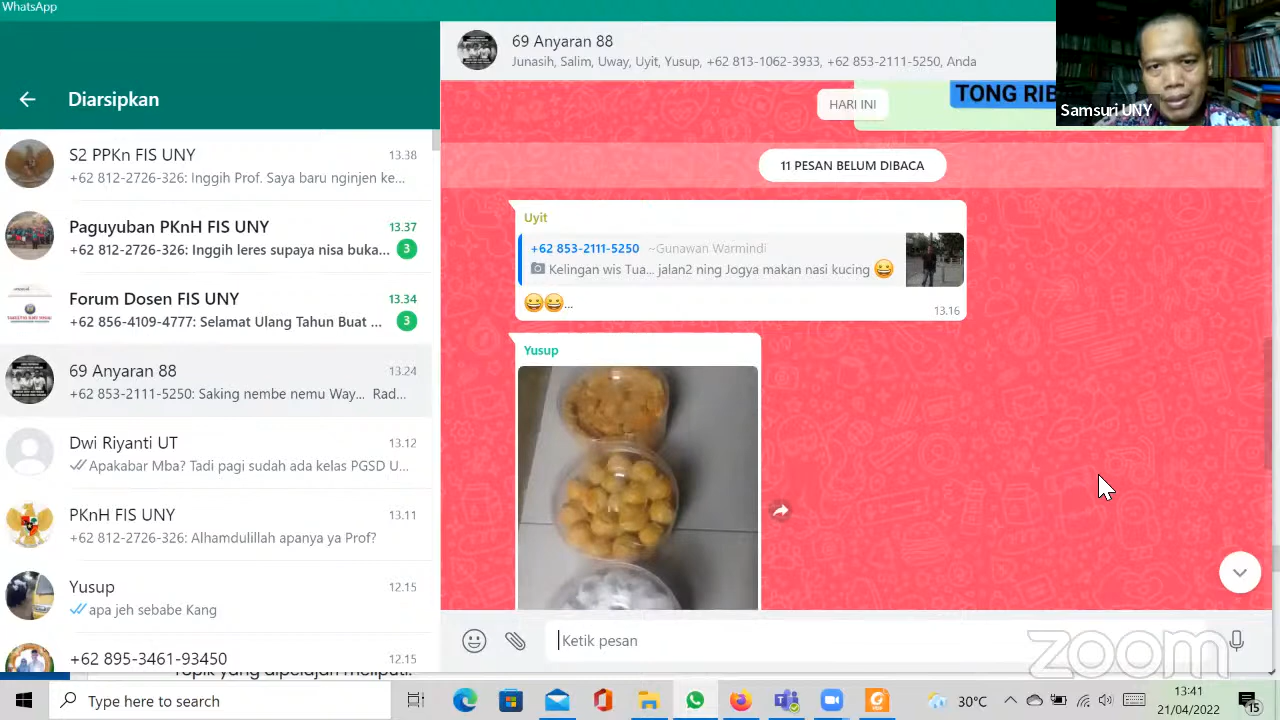 WhatsApp
Diarsipkan
S2 PPKn FIS UNY
13.38
+62 812-2726-326: Inggih Prof. Saya baru nginjen ke...
Paguyuban PKnH FIS UNY
13.37
+62 812-2726-326: Inggih leres supaya nisa buka...
3
Forum Dosen FIS UNY
13.34
+62 856-4109-4777: Selamat Ulang Tahun Buat ...
3
69 Anyaran 88
13.24
+62 853-2111-5250: Saking nembe nemu Way... Rad...
Dwi Riyanti UT
13.12
Apakabar Mba? Tadi pagi sudah ada kelas PGSD U...
PKnH FIS UNY
13.11
+62 812-2726-326: Alhamdulillah apanya ya Prof?
Yusup
12.15
apa jeh sebabe Kang
+62 895-3461-93450
12.15
Topik yang dipelajari meliputi:
69 Anyaran 88
Junasih, Salim, Uway, Uyit, Yusup, +62 813-1062-3933, +62 853-2111-5250, Anda
TONG RIB
HARI INI
Samsuri UNY
11 PESAN BELUM DIBACA
Uyit
+62 853-2111-5250 ~Gunawan Warmindi
Kelingan wis Tua... jalan2 ning Jogya makan nasi kucing 😀
😀😀...
13.16
Yusup
Ketik pesan
zoom
Type here to search
30°C
13:41
21/04/2022
15